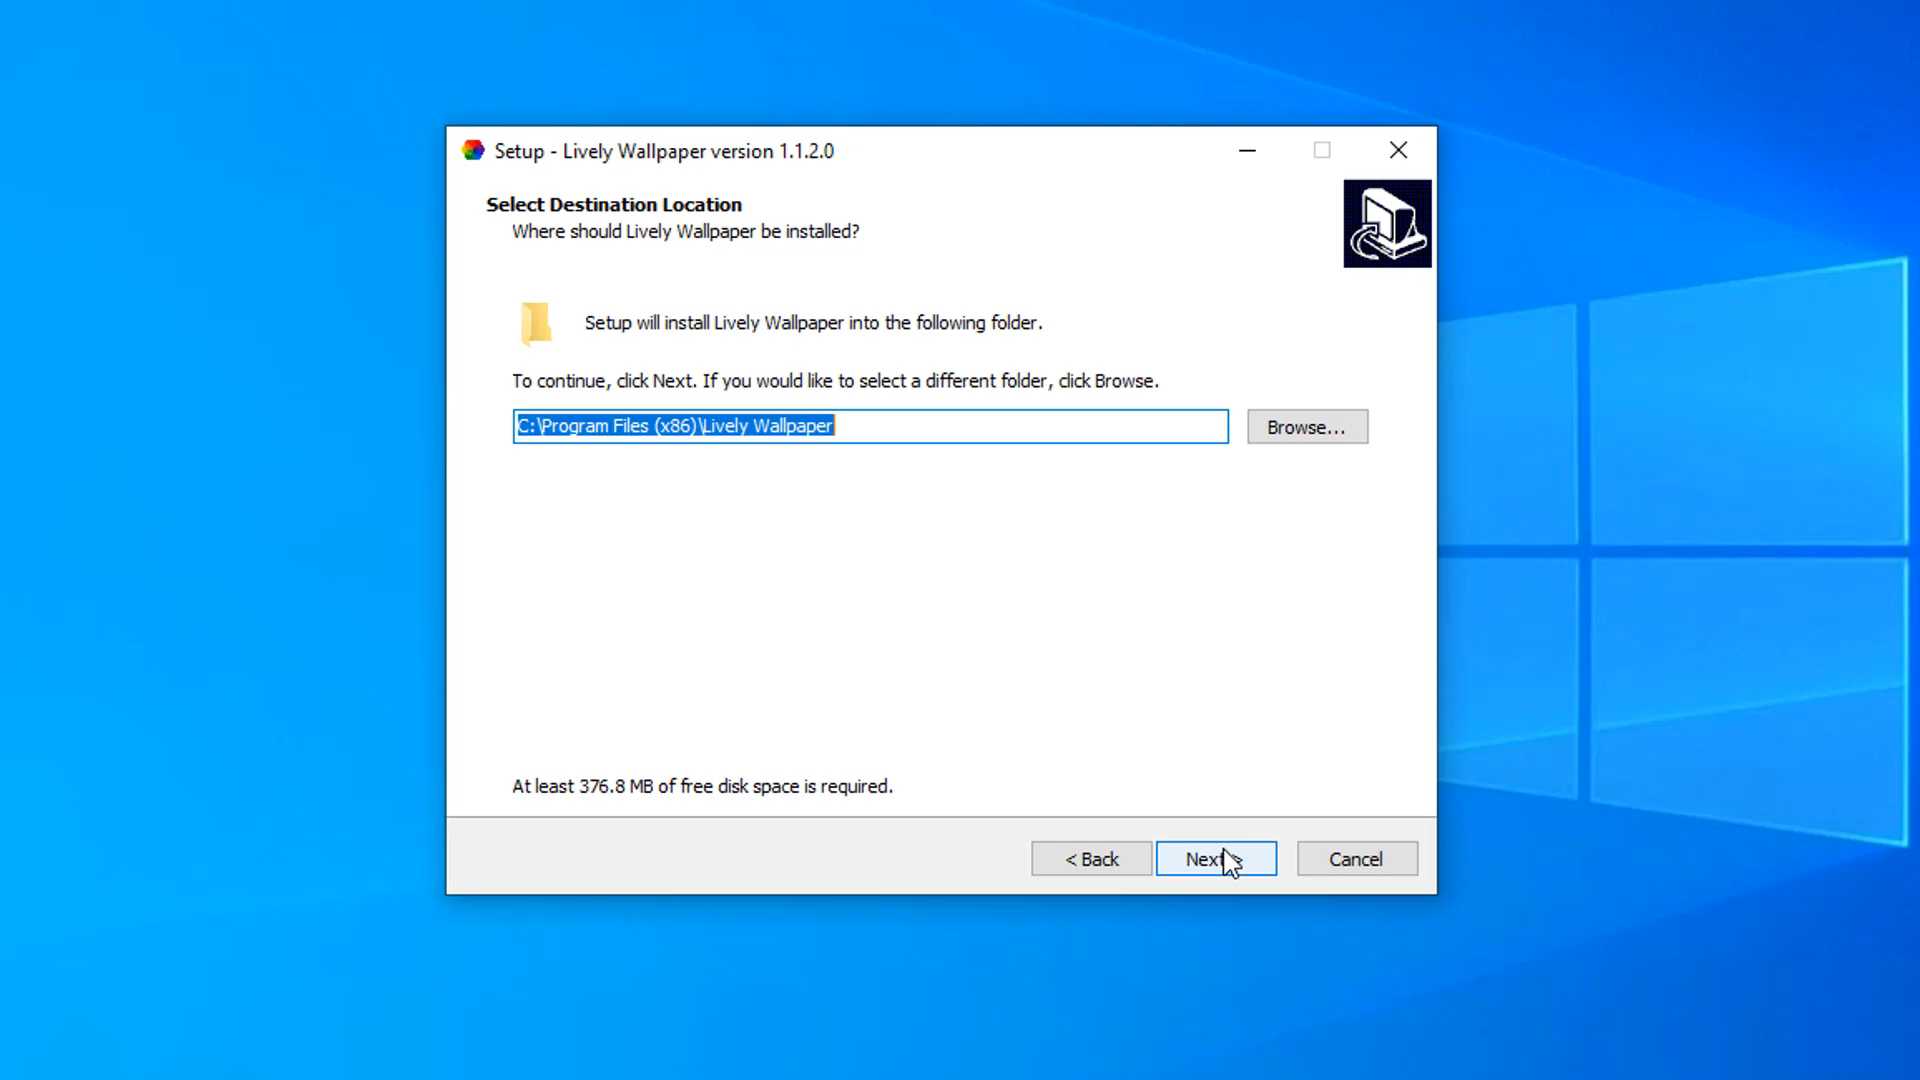 Setup - Lively Wallpaper version 1.1.2.0
Select Destination Location
Where should Lively Wallpaper be installed?
Setup will install Lively Wallpaper into the following folder.
To continue, click Next. If you would like to select a different folder, click Browse.
C:\Program Files (x86)\Lively Wallpaper
Browse...
At least 376.8 MB of free disk space is required.
< Back
Next >
Cancel